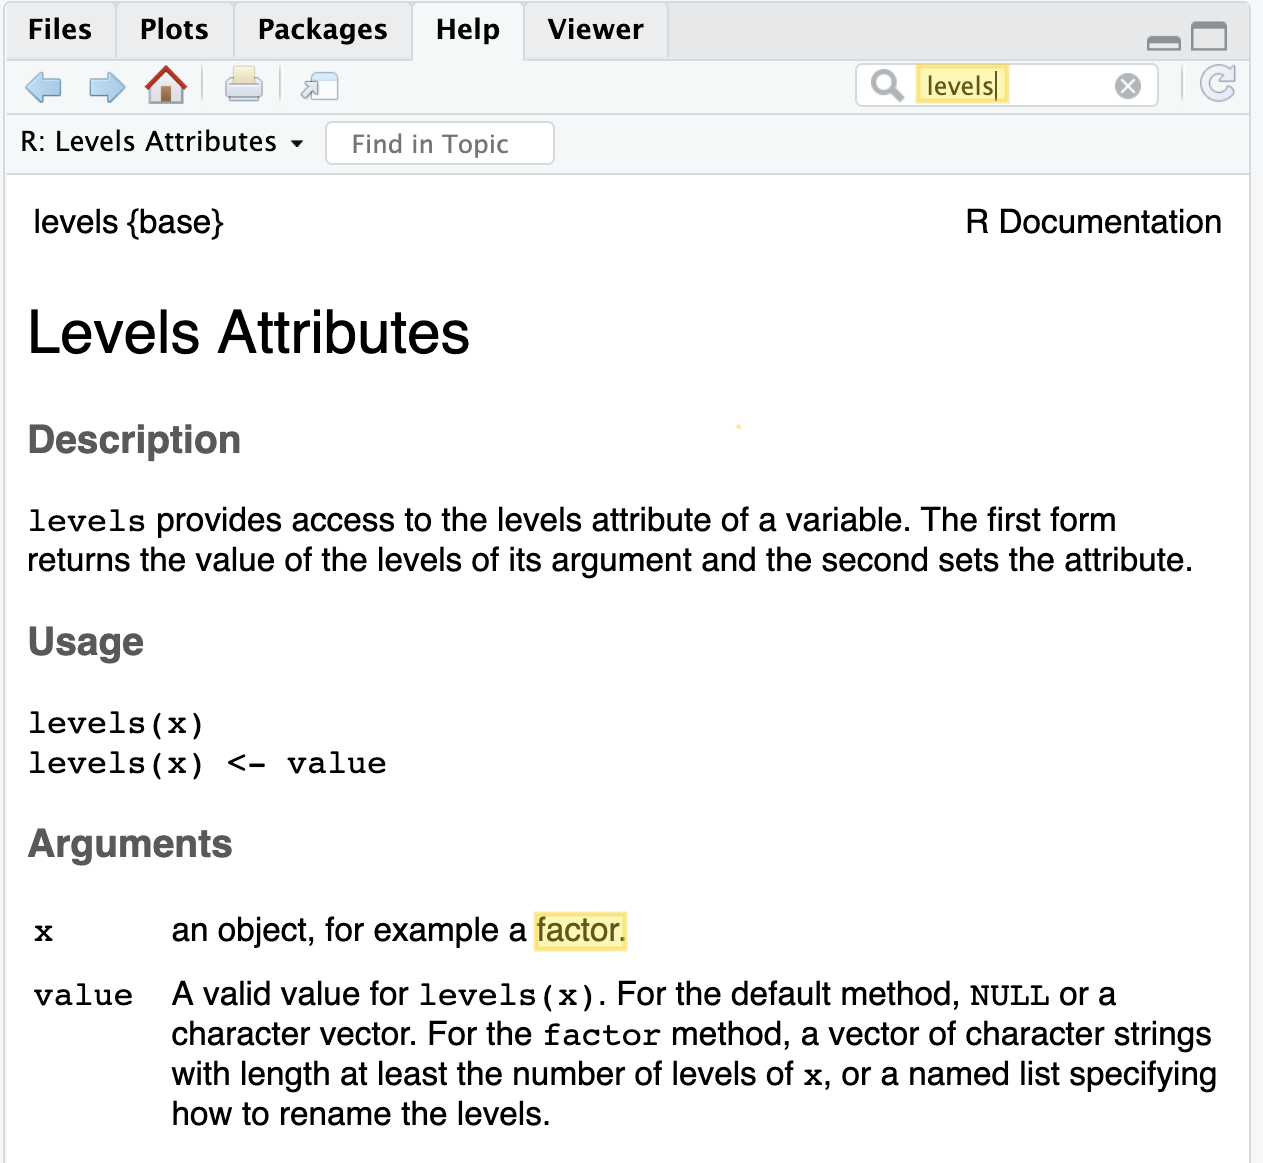 Files Plots Packages Help Viewer
levels
R: Levels Attributes Find in Topic
levels {base} R Documentation
Levels Attributes
Description
levels provides access to the levels attribute of a variable. The first form
returns the value of the levels of its argument and the second sets the attribute.
Usage
levels(x)
levels(x) <- value
Arguments
x an object, for example a factor.
value A valid value for levels(x). For the default method, NULL or a
character vector. For the factor method, a vector of character strings
with length at least the number of levels of x, or a named list specifying
how to rename the levels.